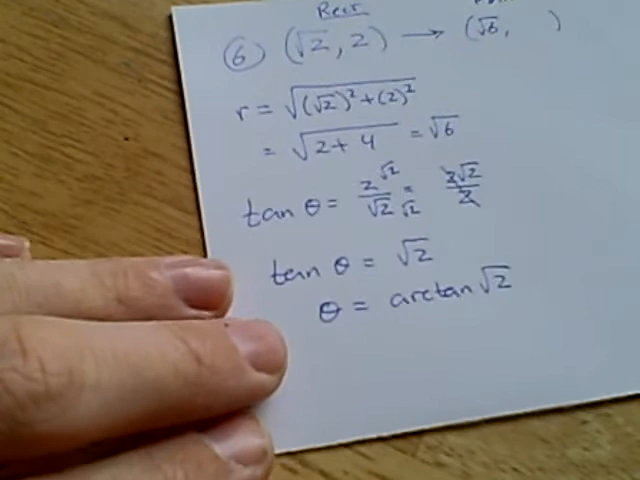 Rect
⑥ (√2, 2) → (√6,   )
r = √((√2)² + (2)²)
= √(2 + 4) = √6
tan θ = 2/√2 √2/√2 = 2√2/2
tan θ = √2
θ = arctan √2